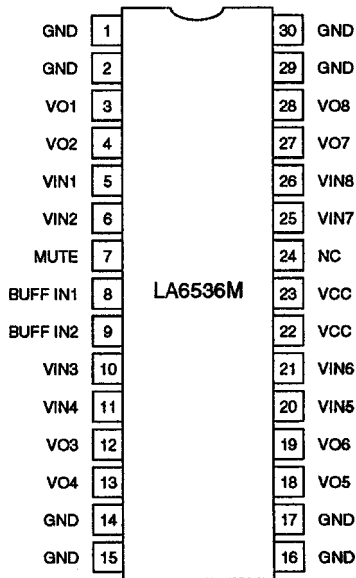 GND 1 30 GND
GND 2 29 GND
VO1 3 28 VO8
VO2 4 27 VO7
VIN1 5 26 VIN8
VIN2 6 25 VIN7
MUTE 7 24 NC
BUFF IN1 8 LA6536M 23 VCC
BUFF IN2 9 22 VCC
VIN3 10 21 VIN6
VIN4 11 20 VIN5
VO3 12 19 VO6
VO4 13 18 VO5
GND 14 17 GND
GND 15 16 GND